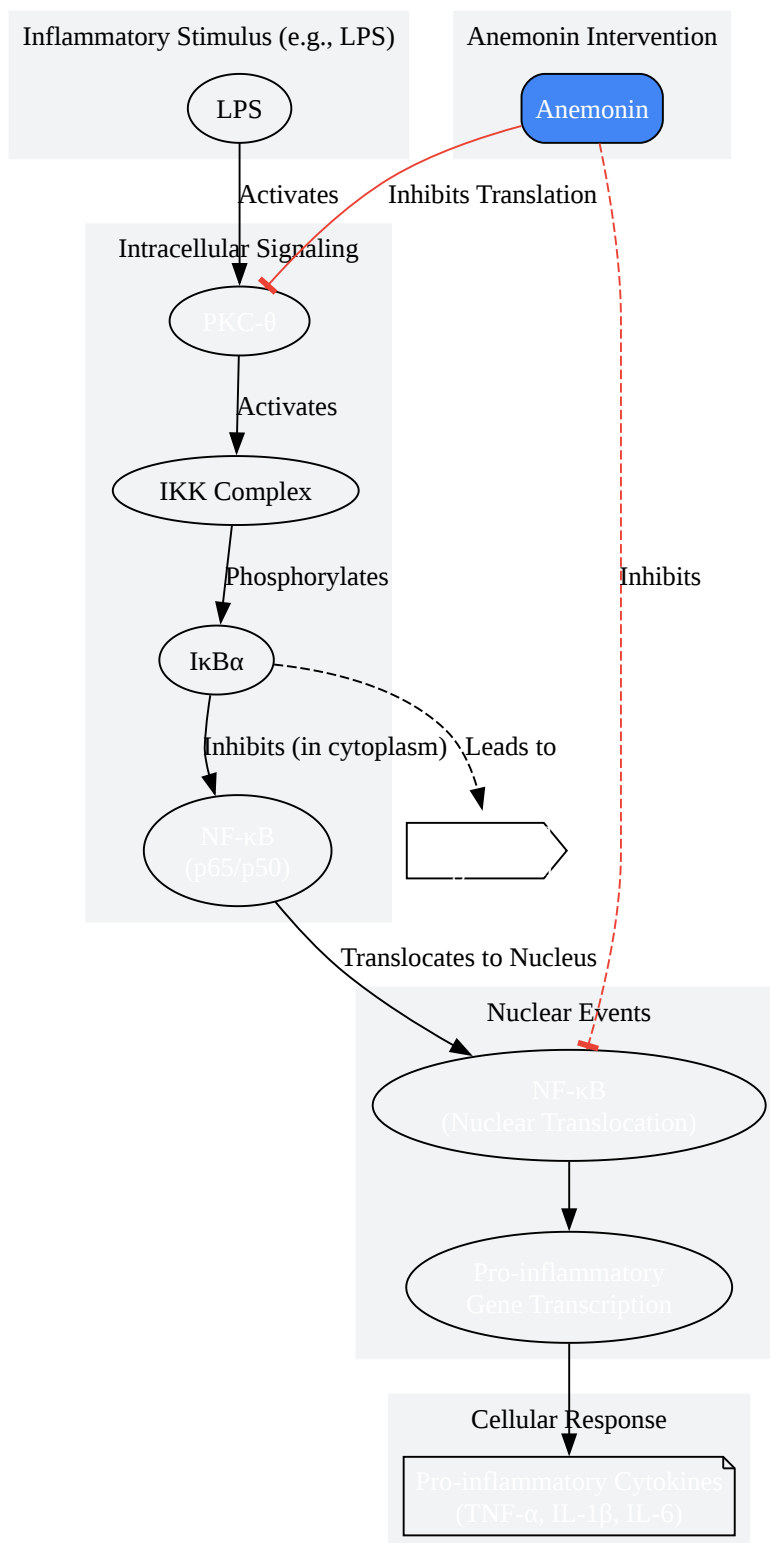 Inflammatory Stimulus (e.g., LPS)
Anemonin Intervention
LPS
Anemonin
Activates
Inhibits Translation
Intracellular Signaling
PKC-θ
Activates
IKK Complex
Phosphorylates
Inhibits
IκBα
Inhibits (in cytoplasm)
Leads to
NF-κB
(p65/p50)
Translocates to Nucleus
Nuclear Events
NF-κB
(Nuclear Translocation)
Pro-inflammatory
Gene Transcription
Cellular Response
Pro-inflammatory Cytokines
(TNF-α, IL-1β, IL-6)